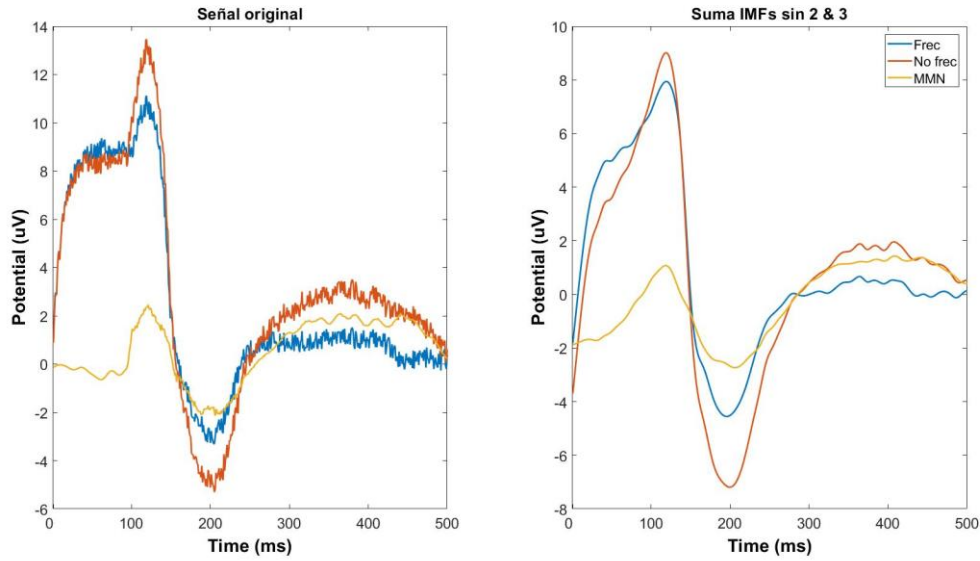 Señal original
Potential (uV)
14
12
10
8
6
4
2
0
-2
-4
-6
0 100 200 300 400 500
Time (ms)
Suma IMFs sin 2 & 3
Frec
No frec
MMN
Potential (uV)
10
8
6
4
2
0
-2
-4
-6
-8
0 100 200 300 400 500
Time (ms)